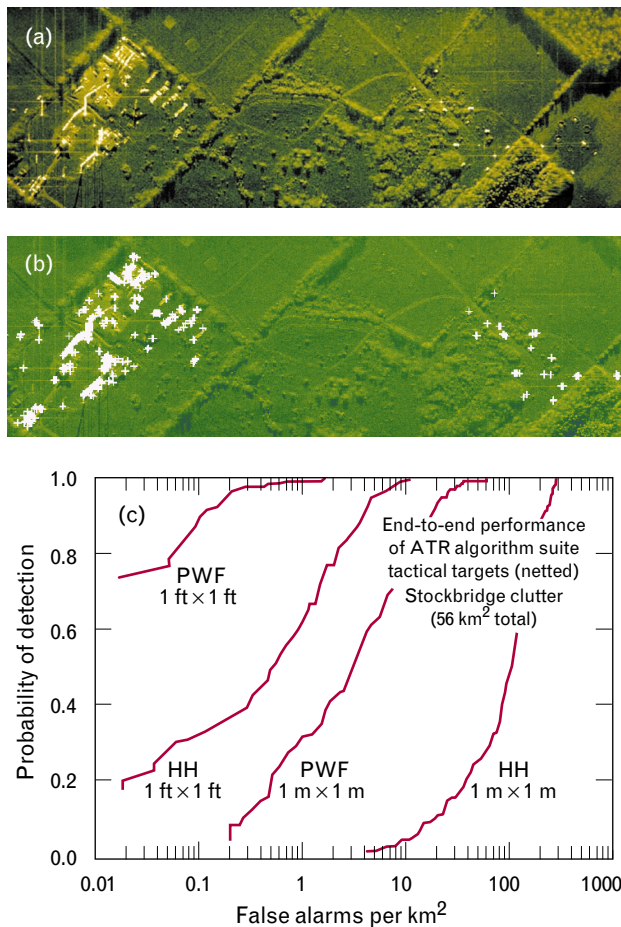 (a)
(b)
(c)
Probability of detection
1.0
0.8
0.6
0.4
0.2
0.0
PWF
1 ft × 1 ft
HH
1 ft × 1 ft
PWF
1 m × 1 m
HH
1 m × 1 m
End-to-end performance
of ATR algorithm suite
tactical targets (netted)
Stockbridge clutter
(56 km² total)
0.01
0.1
1
10
100
1000
False alarms per km²